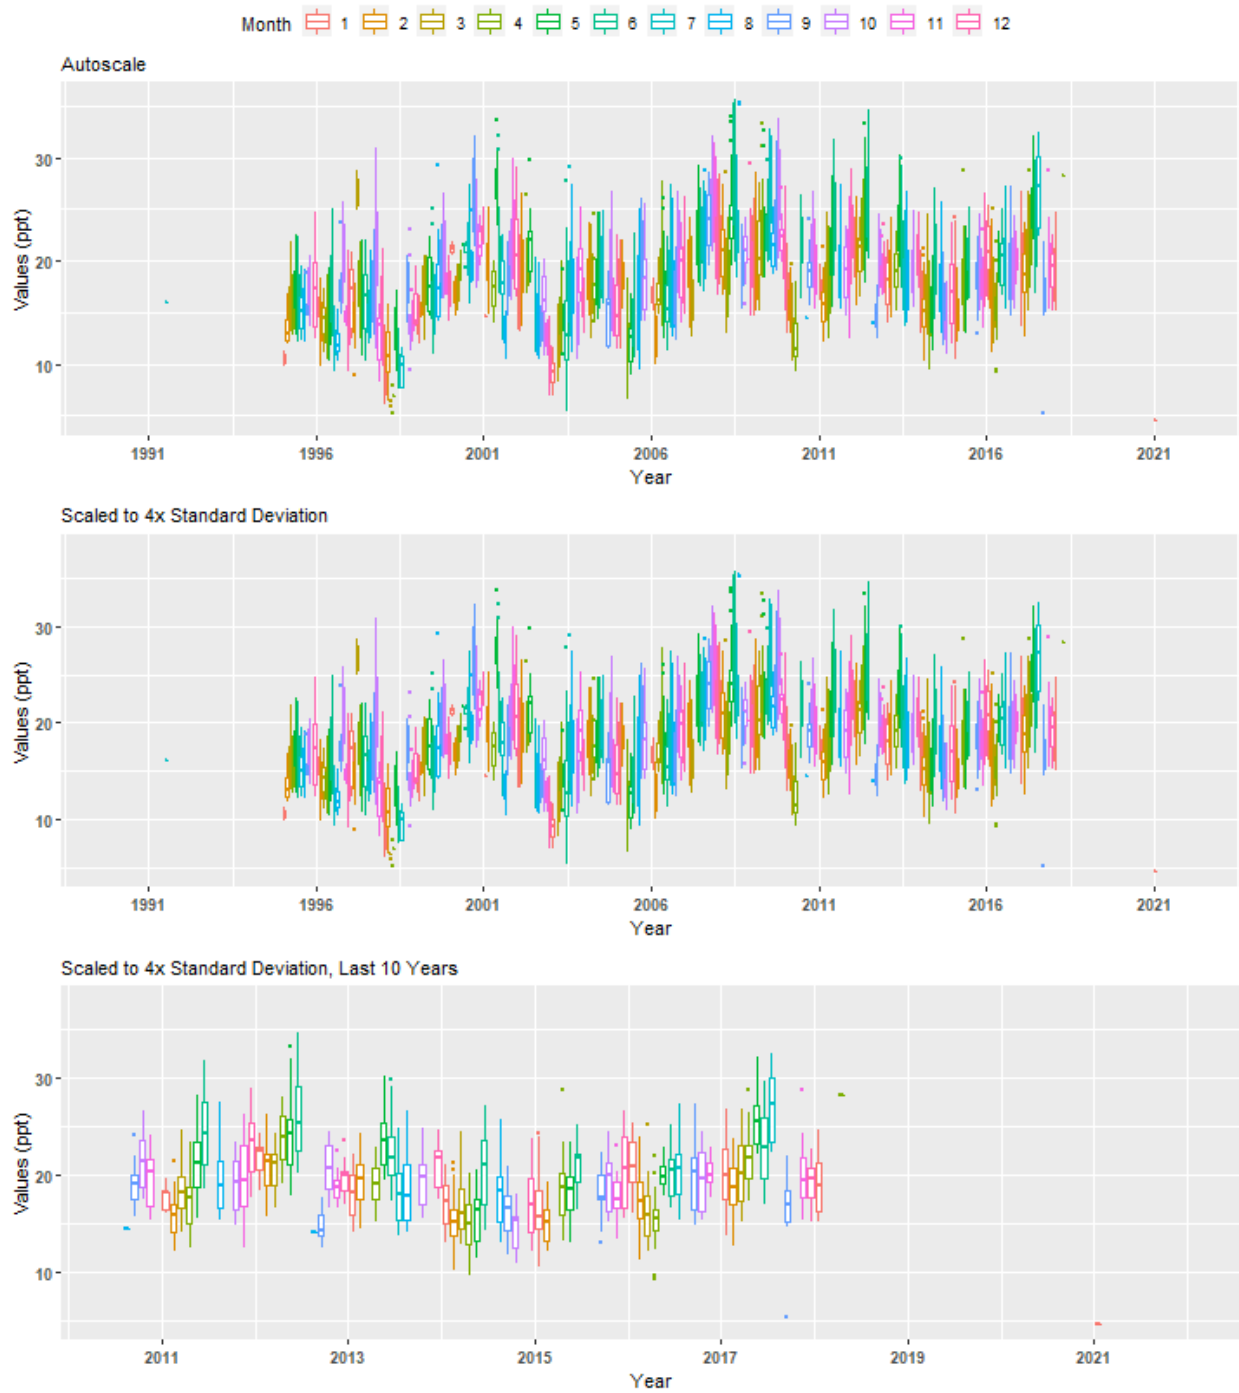 Month 1 2 3 4 5 6 7 8 9 10 11 12
Autoscale
Values (ppt)
30
20
10
1991 1996 2001 2006 2011 2016 2021
Year
Scaled to 4x Standard Deviation
Values (ppt)
30
20
10
1991 1996 2001 2006 2011 2016 2021
Year
Scaled to 4x Standard Deviation, Last 10 Years
Values (ppt)
30
20
10
2011 2013 2015 2017 2019 2021
Year